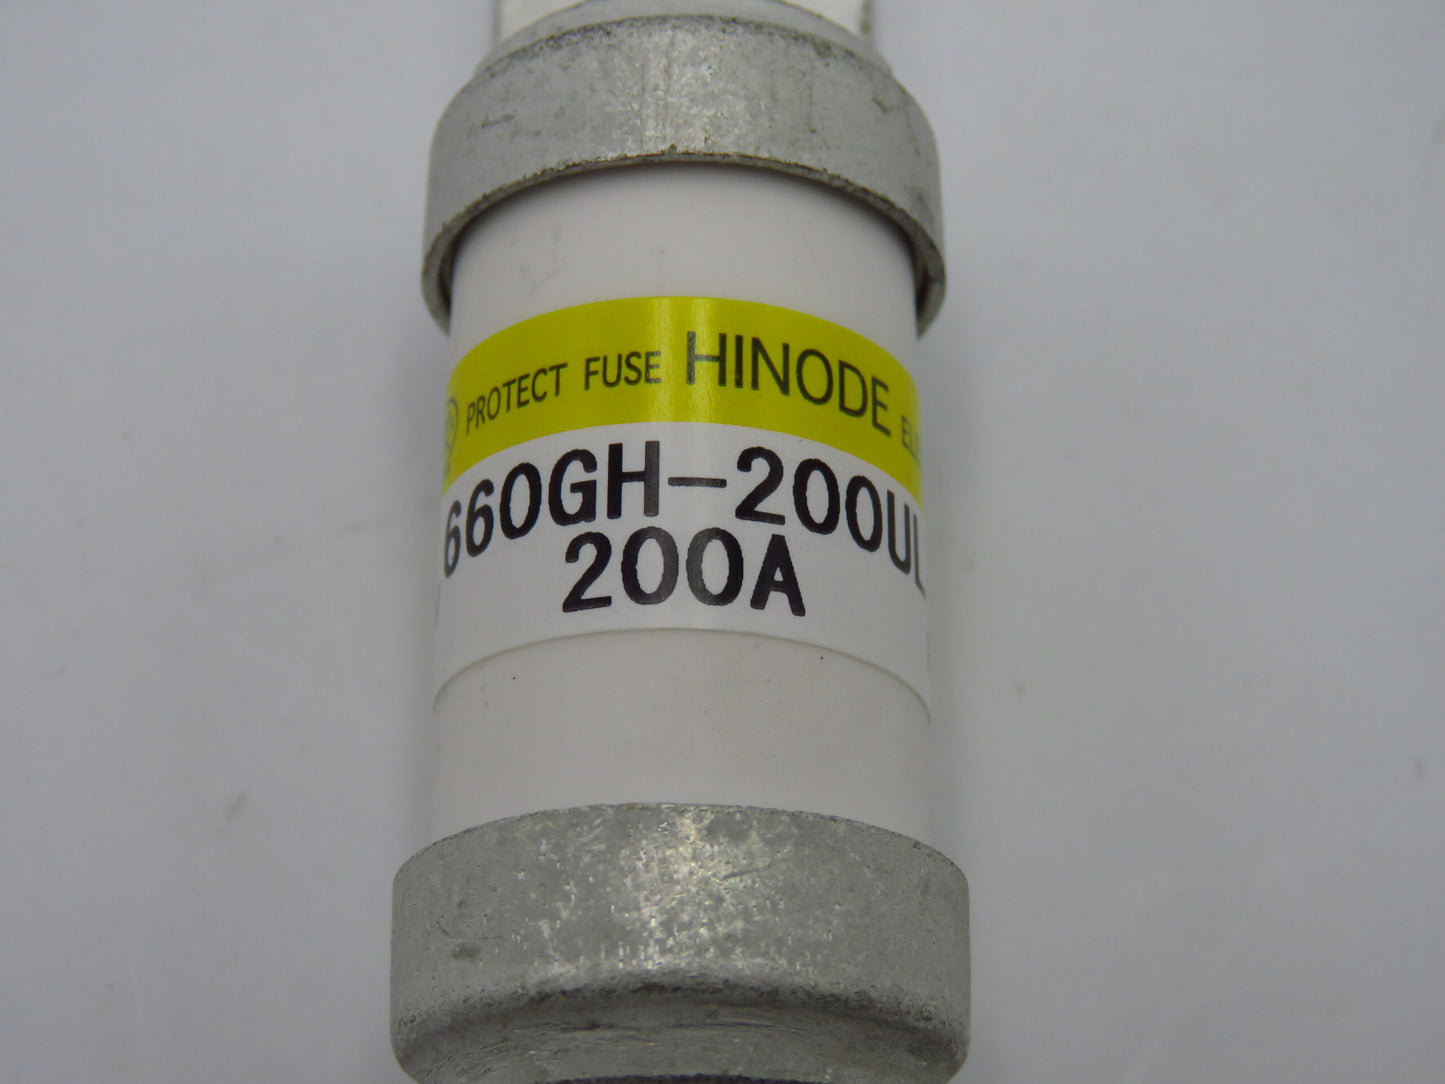 PROTECT FUSE HINODE
660GH-200UL
200A